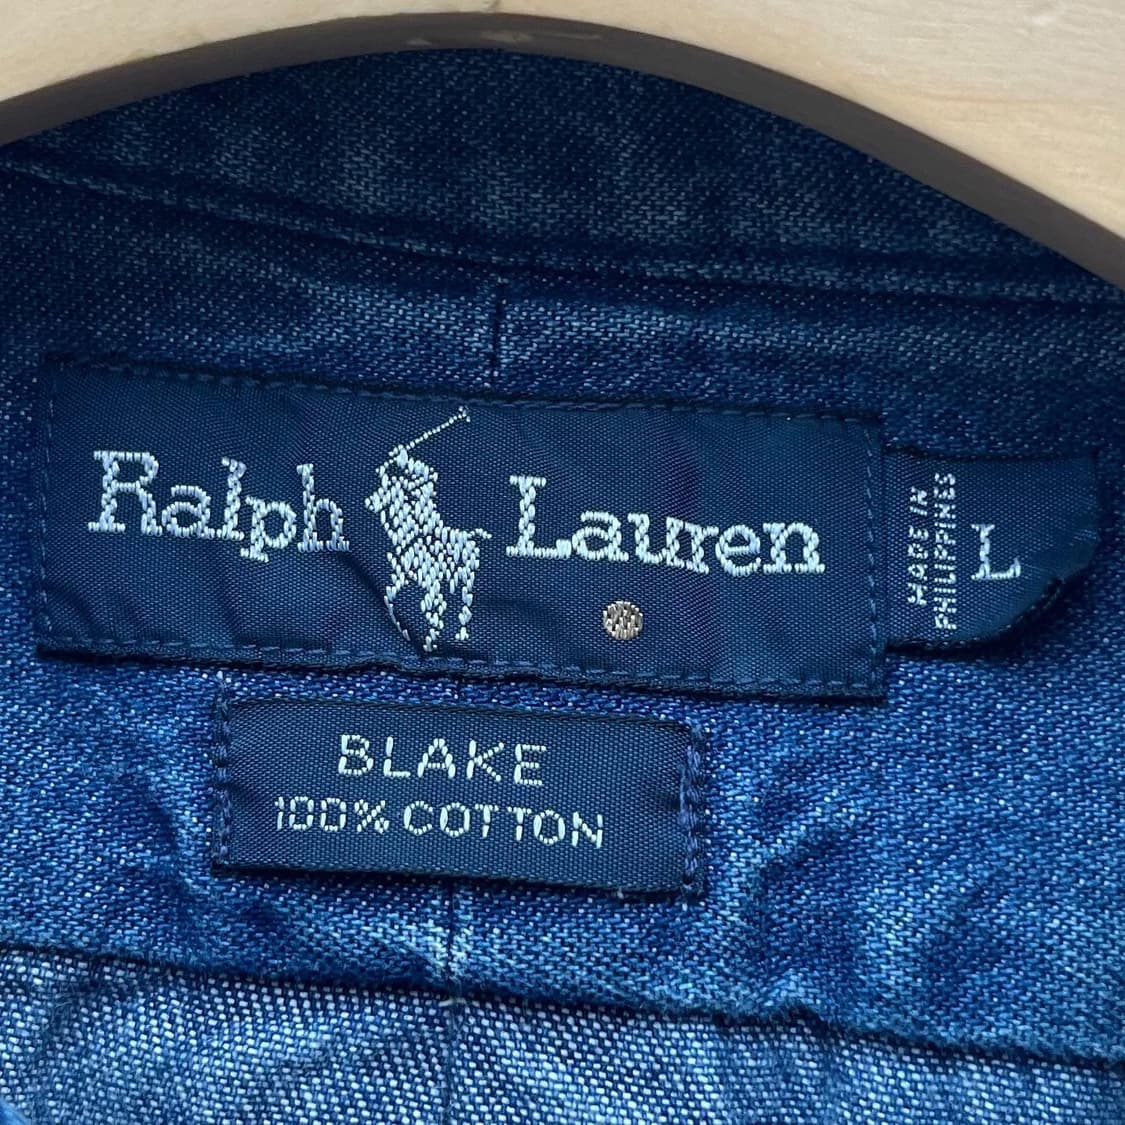 Ralph Lauren
MADE IN
PHILIPPINES
L
BLAKE
100% COTTON